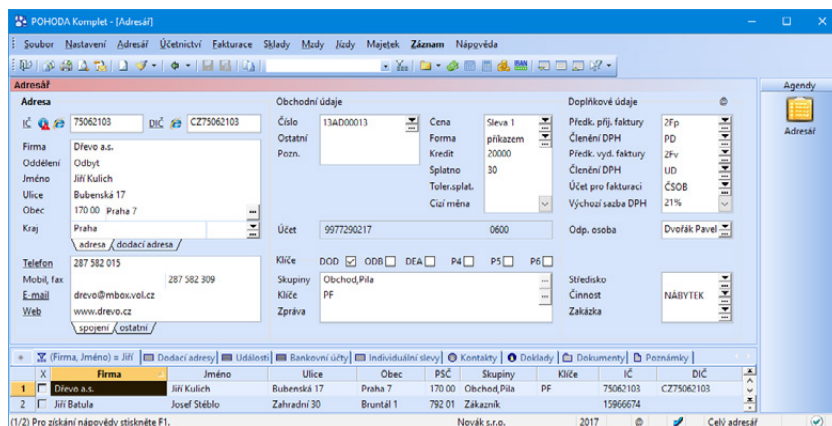 POHODA Komplet - [Adresář]
Soubor Nastavení Adresář Účetnictví Fakturace Sklady Mzdy Jízdy Majetek Záznam Nápověda
Adresář
Agendy
Adresář
Adresa
IČ 75062103 DIČ CZ75062103
Firma Dřevo a.s.
Oddělení Odbyt
Jméno Jiří Kulich
Ulice Bubenská 17
Obec 170 00 Praha 7
Kraj Praha
adresa / dodací adresa
Telefon 287 582 015
Mobil, fax 287 582 309
E-mail drevo@mbox.vol.cz
Web www.drevo.cz
spojení / ostatní
Obchodní údaje
Číslo 13AD00013 Cena Sleva 1
Ostatní Forma příkazem
Pozn. Kredit 20000
Splatno 30
Toler.splat.
Cizí měna
Účet 9977290217 0600
Klíče DOD ODB DEA P4 P5 P6
Skupiny Obchod,Pila
Klíče PF
Zpráva
Doplňkové údaje
Předk. přij. faktury 2Fp
Členění DPH PD
Předk. vyd. faktury 2Fv
Členění DPH UD
Účet pro fakturaci ČSOB
Výchozí sazba DPH 21%
Odp. osoba Dvořák Pavel
Středisko
Činnost NÁBYTEK
Zakázka
(Firma, Jméno) = Jiří Dodací adresy Události Bankovní účty Individuální slevy Kontakty Doklady Dokumenty Poznámky
X Firma Jméno Ulice Obec PSČ Skupiny Klíče IČ DIČ
1 Dřevo a.s. Jiří Kulich Bubenská 17 Praha 7 170 00 Obchod,Pila PF 75062103 CZ75062103
2 Jiří Batula Josef Stéblo Zahradní 30 Bruntál 1 792 01 Zákazník 15966674
(1/2) Pro získání nápovědy stiskněte F1. Novák s.r.o. 2017 @ Celý adresář